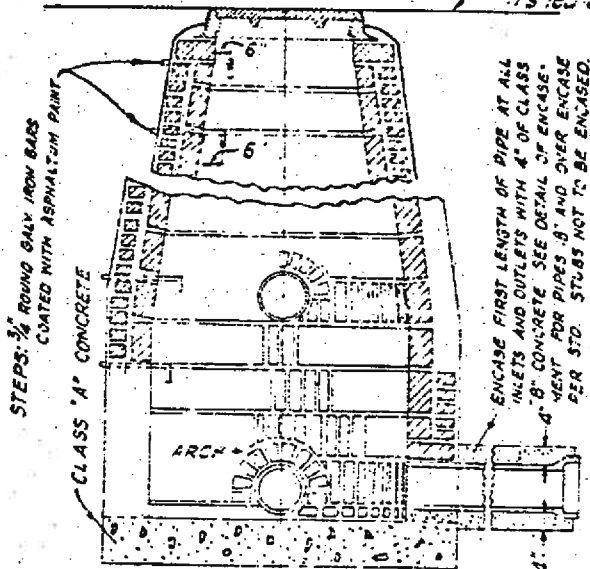 STEPS: 3/4" ROUND GALV. IRON BARS
COATED WITH ASPHALTUM PAINT
CLASS "A" CONCRETE
6"
6"
ARCH
ENCASE FIRST LENGTH OF PIPE AT ALL
INLETS AND OUTLETS WITH 4" OF CLASS
"B" CONCRETE SEE DETAIL OF ENCASE-
MENT FOR PIPES 8" AND OVER ENCASE
PER STD. STUBS NOT TO BE ENCASED.
4"
4"